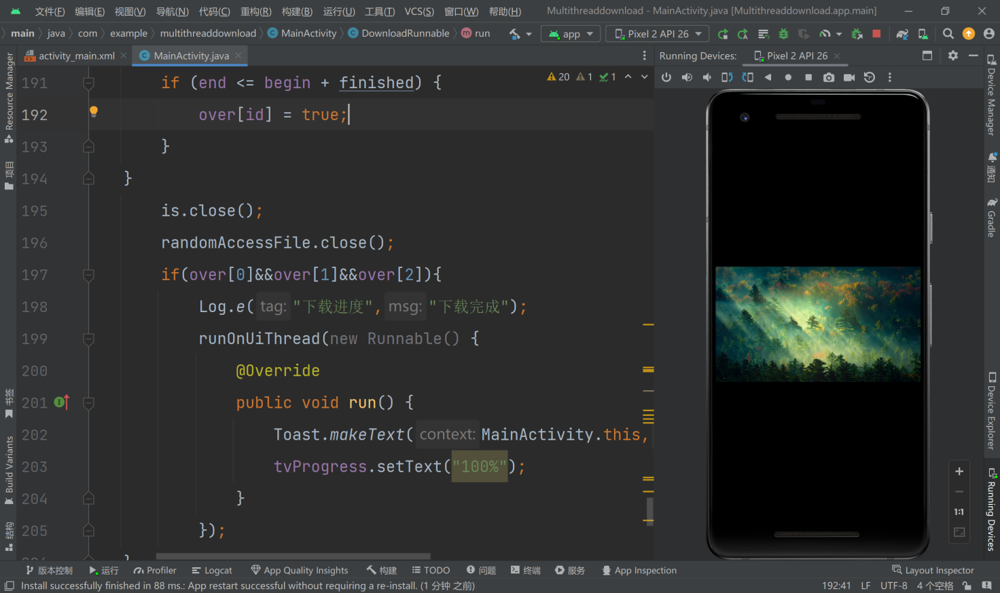 文件(F) 编辑(E) 视图(V) 导航(N) 代码(C) 重构(R) 构建(B) 运行(U) 工具(T) VCS(S) 窗口(W) 帮助(H) Multithreaddownload - MainActivity.java [Multithreaddownload.app.main]
main java com example multithreaddownload MainActivity DownloadRunnable run app Pixel 2 API 26
activity_main.xml MainActivity.java Running Devices: Pixel 2 API 26
20 1 1
191 if (end <= begin + finished) {
192 over[id] = true;
193 }
194 }
195 is.close();
196 randomAccessFile.close();
197 if(over[0]&&over[1]&&over[2]){
198 Log.e( tag: "下载进度", msg: "下载完成");
199 runOnUiThread(new Runnable() {
200 @Override
201 public void run() {
202 Toast.makeText( context: MainActivity.this,
203 tvProgress.setText("100%");
204 }
205 });
Resource Manager
项目
书签
Build Variants
结构
Device Manager
通知
Gradle
Device Explorer
Running Devices
1:1
版本控制 运行 Profiler Logcat App Quality Insights 构建 TODO 问题 终端 服务 App Inspection Layout Inspector
Install successfully finished in 88 ms.: App restart successful without requiring a re-install. (1 分钟 之前) 192:41 LF UTF-8 4 个空格